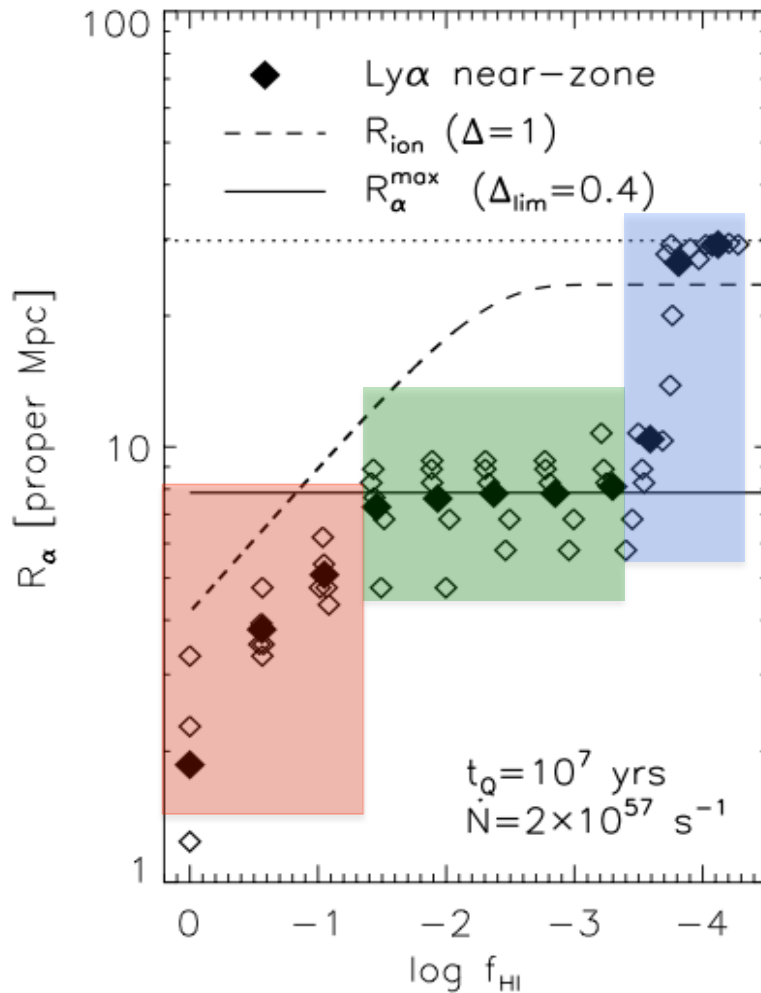 100
Lyα near-zone
R_ion (Δ=1)
R_α^max (Δ_lim=0.4)
R_α [proper Mpc]
10
t_Q=10^7 yrs
Ṅ=2×10^57 s^-1
1
0 -1 -2 -3 -4
log f_HI